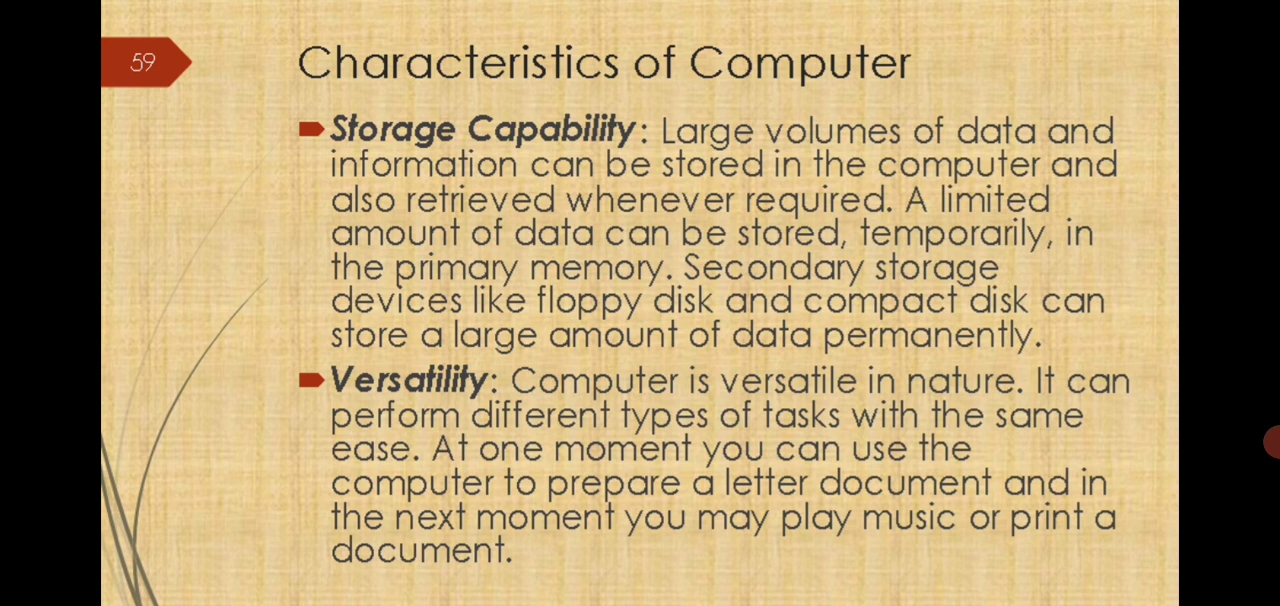 59
Characteristics of Computer
Storage Capability: Large volumes of data and
information can be stored in the computer and
also retrieved whenever required. A limited
amount of data can be stored, temporarily, in
the primary memory. Secondary storage
devices like floppy disk and compact disk can
store a large amount of data permanently.
Versatility: Computer is versatile in nature. It can
perform different types of tasks with the same
ease. At one moment you can use the
computer to prepare a letter document and in
the next moment you may play music or print a
document.